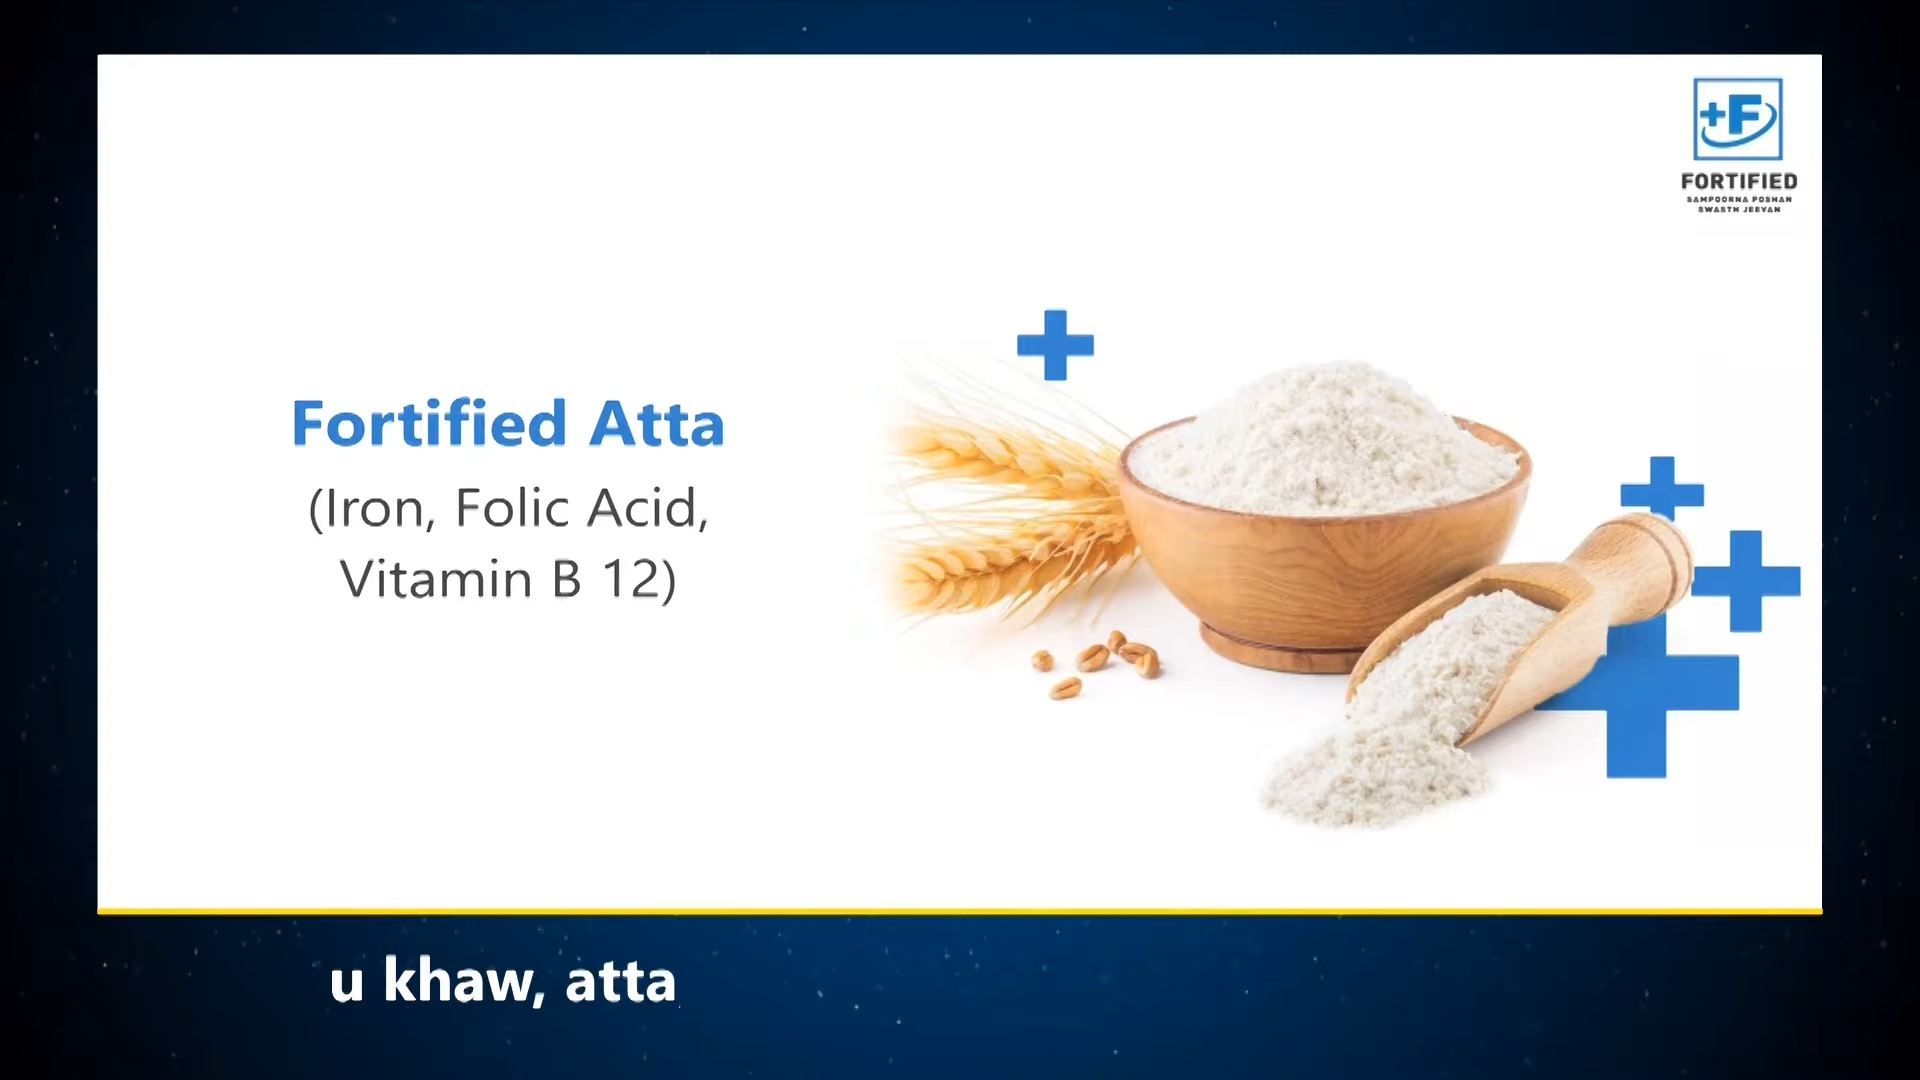 +F
FORTIFIED
SAMPOORNA POSHAN
SWASTH JEEVAN
Fortified Atta
(Iron, Folic Acid,
Vitamin B 12)
u khaw, atta